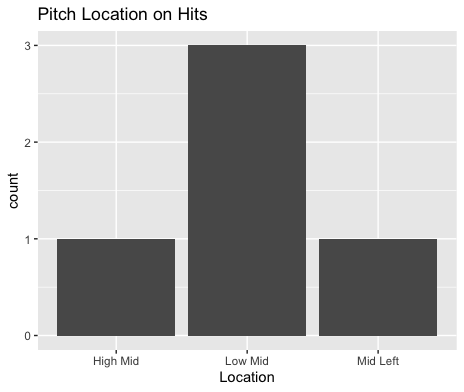 Pitch Location on Hits
3
2
1
0
count
High Mid Low Mid Mid Left
Location